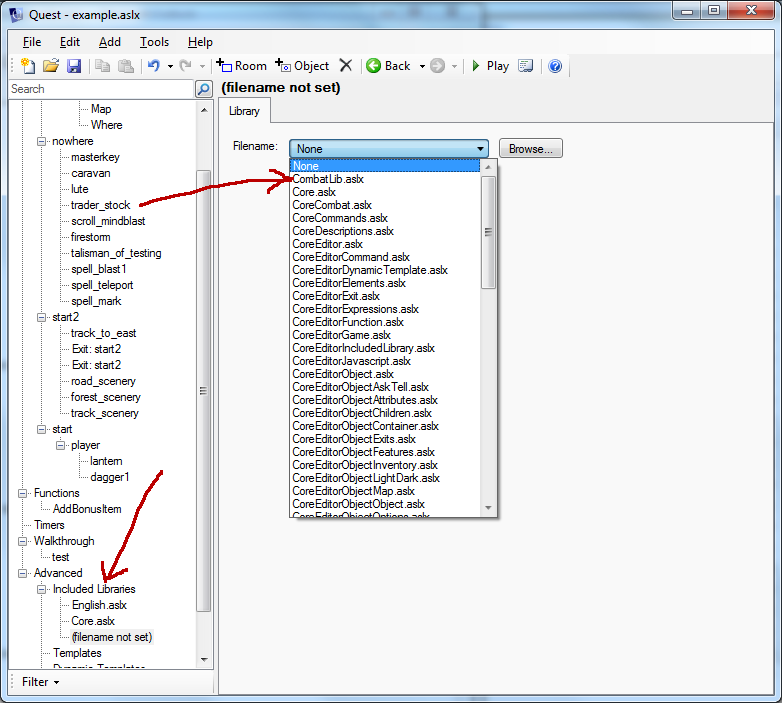 Quest - example.aslx
File Edit Add Tools Help
Room Object Back Play
Search
(filename not set)
Library
Filename: None Browse...
None
CombatLib.aslx
Core.aslx
CoreCombat.aslx
CoreCommands.aslx
CoreDescriptions.aslx
CoreEditor.aslx
CoreEditorCommand.aslx
CoreEditorDynamicTemplate.aslx
CoreEditorElements.aslx
CoreEditorExit.aslx
CoreEditorExpressions.aslx
CoreEditorFunction.aslx
CoreEditorGame.aslx
CoreEditorIncludedLibrary.aslx
CoreEditorJavascript.aslx
CoreEditorObject.aslx
CoreEditorObjectAskTell.aslx
CoreEditorObjectAttributes.aslx
CoreEditorObjectChildren.aslx
CoreEditorObjectContainer.aslx
CoreEditorObjectExits.aslx
CoreEditorObjectFeatures.aslx
CoreEditorObjectInventory.aslx
CoreEditorObjectLightDark.aslx
CoreEditorObjectMap.aslx
CoreEditorObjectObject.aslx
CoreEditorObjectOptions.aslx
Map
Where
nowhere
masterkey
caravan
lute
trader_stock
scroll_mindblast
firestorm
talisman_of_testing
spell_blast1
spell_teleport
spell_mark
start2
track_to_east
Exit: start2
Exit: start2
road_scenery
forest_scenery
track_scenery
start
player
lantern
dagger1
Functions
AddBonusItem
Timers
Walkthrough
test
Advanced
Included Libraries
English.aslx
Core.aslx
(filename not set)
Templates
Dynamic Templates
Filter